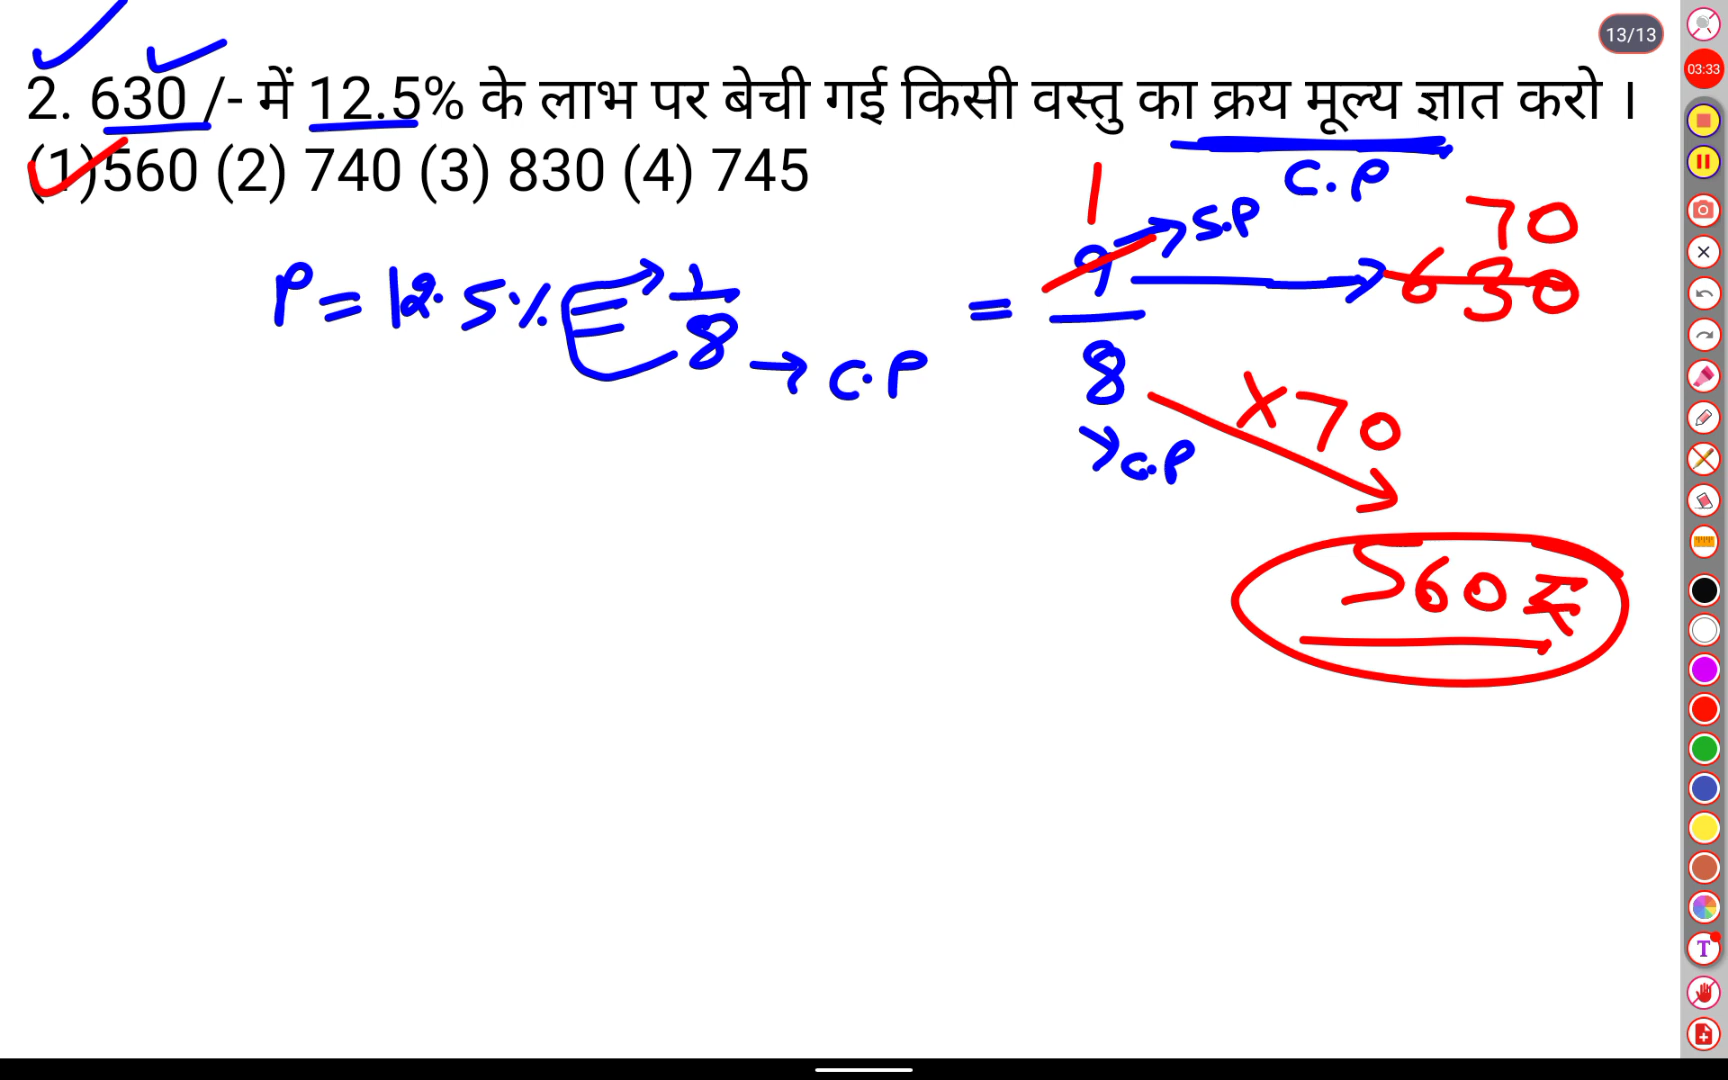 13/13
03:33
2. 630 /- में 12.5% के लाभ पर बेची गई किसी वस्तु का क्रय मूल्य ज्ञात करो ।
(1)560 (2) 740 (3) 830 (4) 745
C.P
P = 12.5% 1/8 → C.P
= 9/8
1
→ S.P
70
630
→ C.P
×70
560 ₹
T